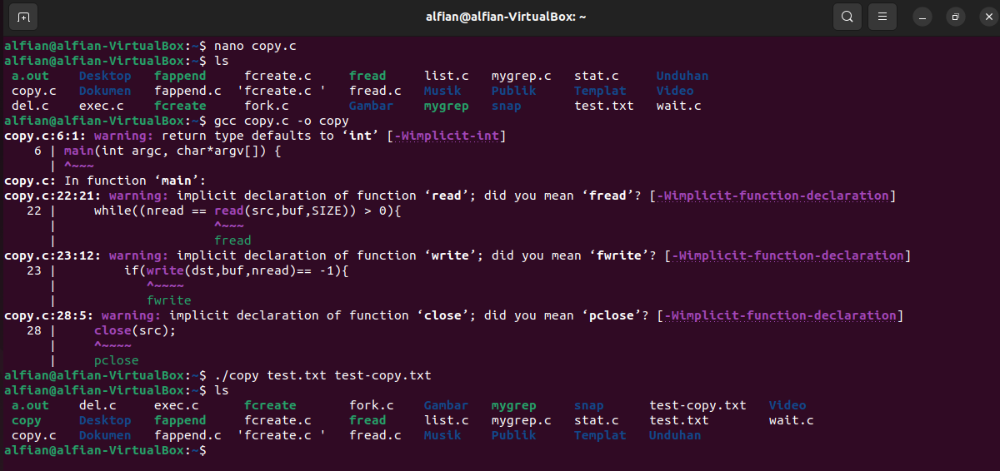 alfian@alfian-VirtualBox: ~
alfian@alfian-VirtualBox:~$ nano copy.c
alfian@alfian-VirtualBox:~$ ls
a.out    Desktop   fappend     fcreate.c    fread     list.c   mygrep.c   stat.c    Unduhan
copy.c   Dokumen   fappend.c  'fcreate.c '   fread.c   Musik    Publik     Templat   Video
del.c    exec.c    fcreate     fork.c       Gambar    mygrep   snap       test.txt  wait.c
alfian@alfian-VirtualBox:~$ gcc copy.c -o copy
copy.c:6:1: warning: return type defaults to ‘int’ [-Wimplicit-int]
    6 | main(int argc, char*argv[]) {
      | ^~~~
copy.c: In function ‘main’:
copy.c:22:21: warning: implicit declaration of function ‘read’; did you mean ‘fread’? [-Wimplicit-function-declaration]
   22 |     while((nread == read(src,buf,SIZE)) > 0){
      |                     ^~~~
      |                     fread
copy.c:23:12: warning: implicit declaration of function ‘write’; did you mean ‘fwrite’? [-Wimplicit-function-declaration]
   23 |         if(write(dst,buf,nread)== -1){
      |            ^~~~~
      |            fwrite
copy.c:28:5: warning: implicit declaration of function ‘close’; did you mean ‘pclose’? [-Wimplicit-function-declaration]
   28 |     close(src);
      |     ^~~~~
      |     pclose
alfian@alfian-VirtualBox:~$ ./copy test.txt test-copy.txt
alfian@alfian-VirtualBox:~$ ls
a.out    del.c     exec.c      fcreate      fork.c    Gambar   mygrep     snap      test-copy.txt   Video
copy     Desktop   fappend     fcreate.c    fread     list.c   mygrep.c   stat.c    test.txt        wait.c
copy.c   Dokumen   fappend.c  'fcreate.c '   fread.c   Musik    Publik     Templat   Unduhan
alfian@alfian-VirtualBox:~$